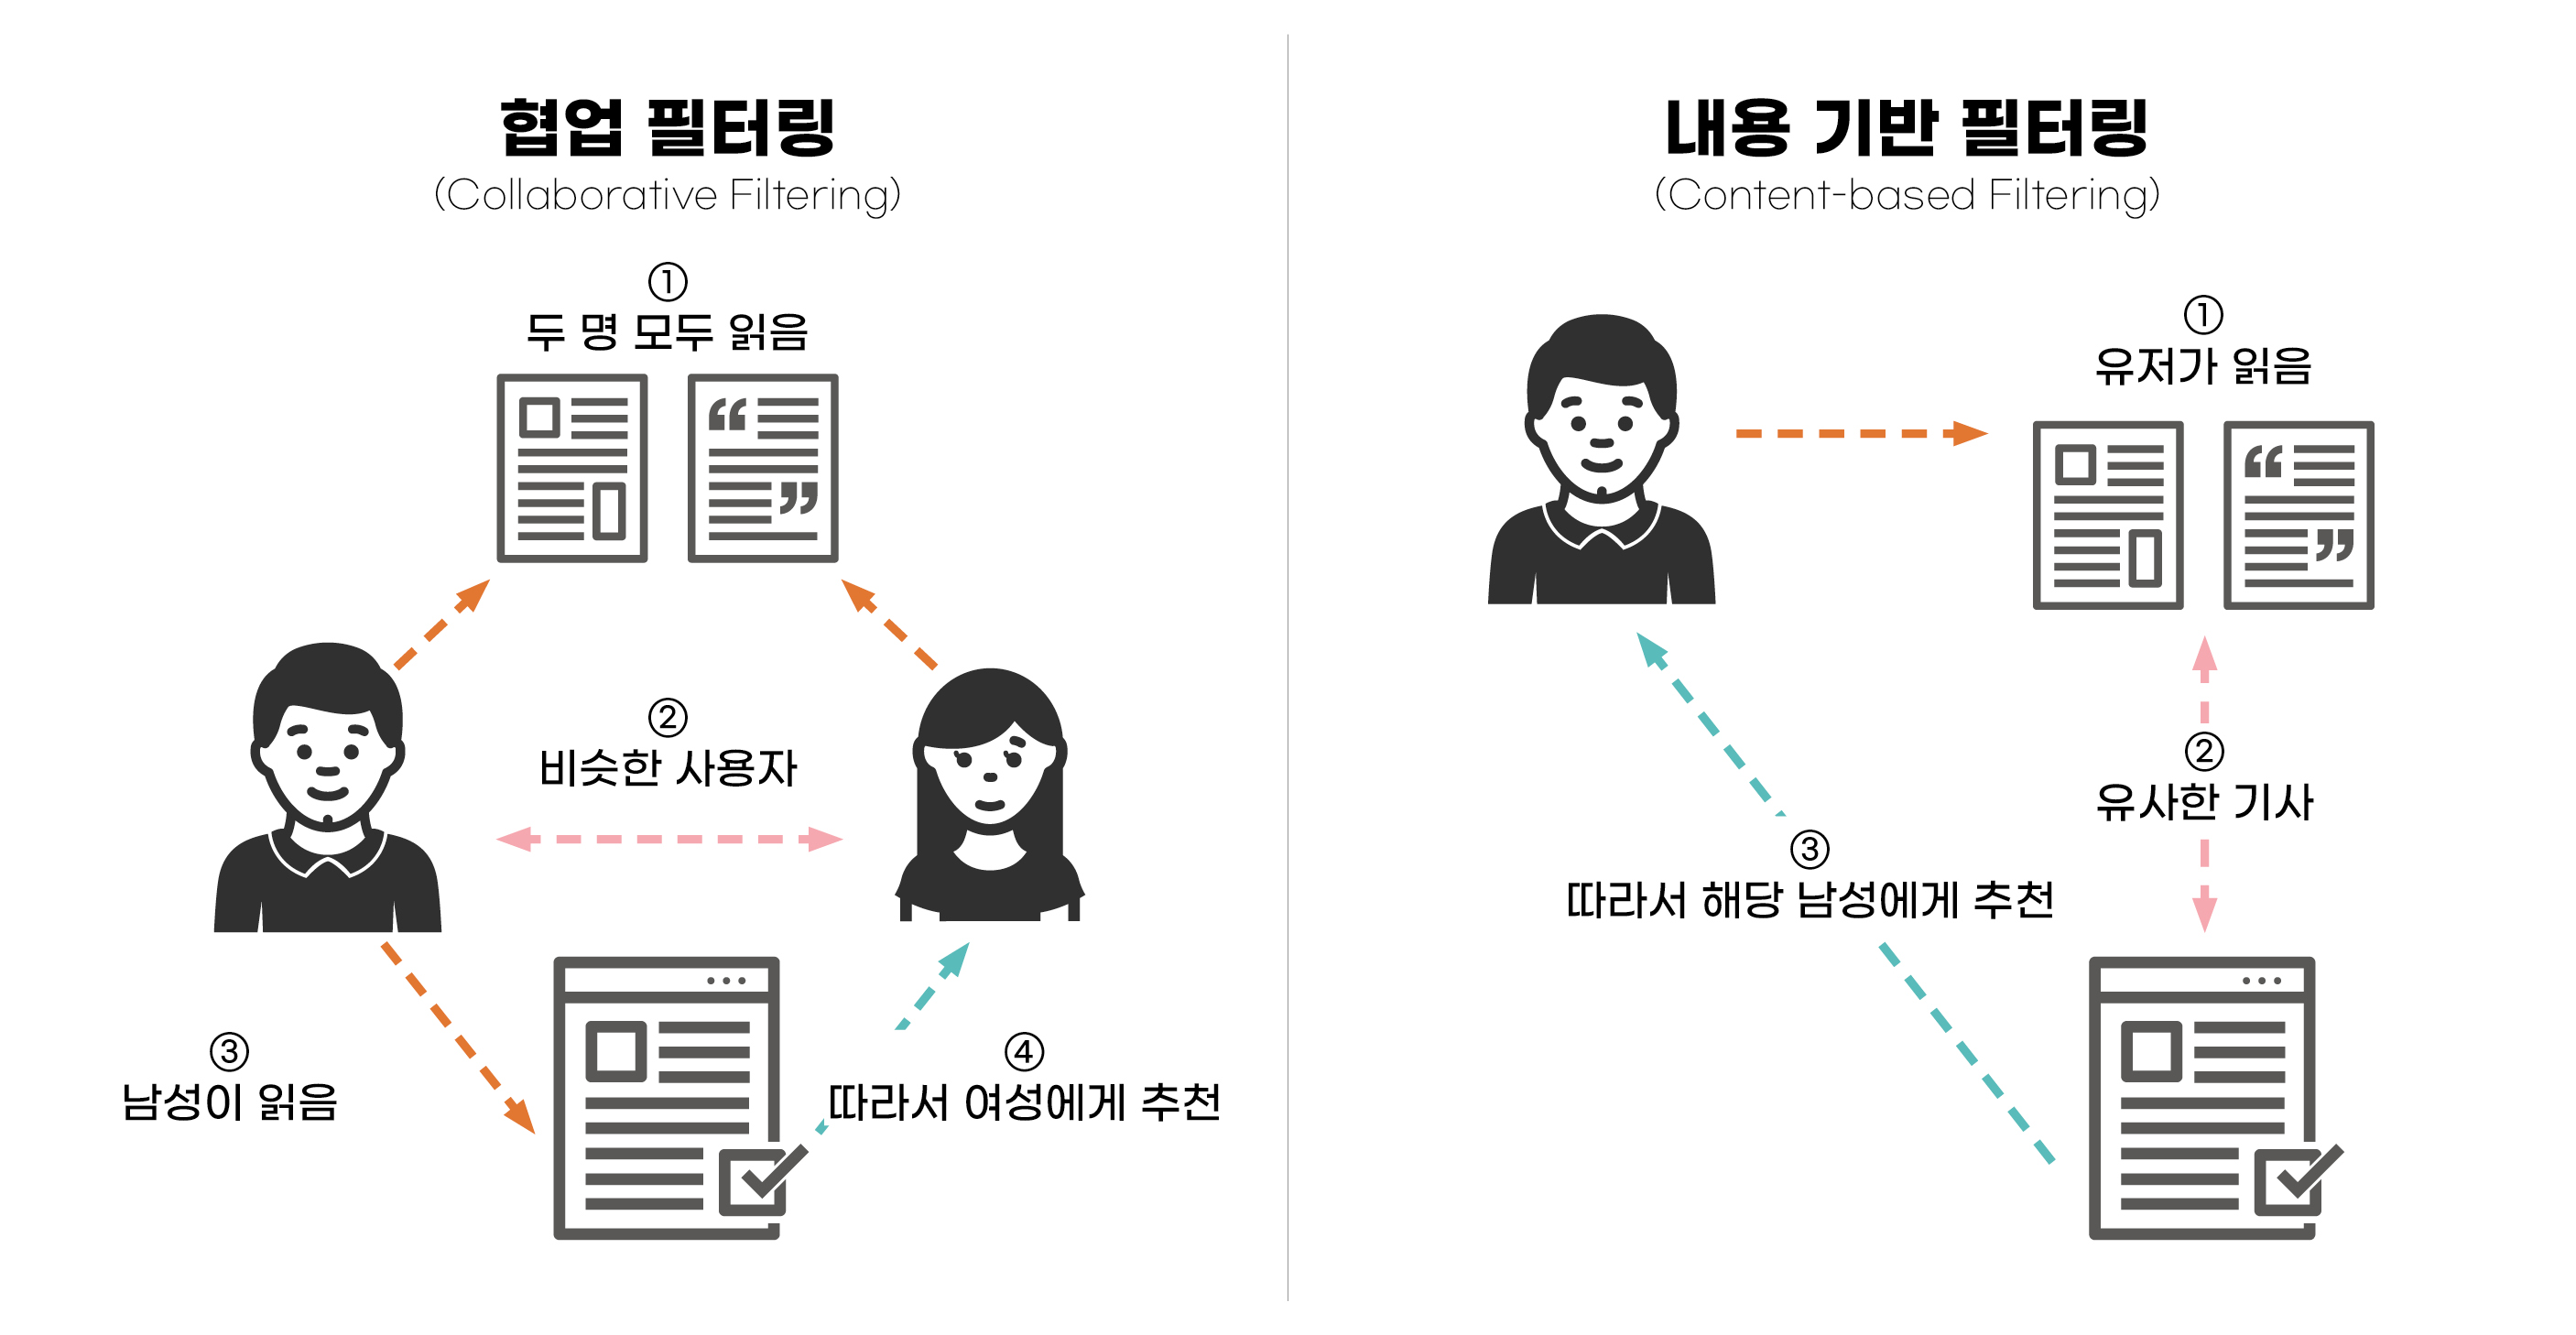 협업 필터링
(Collaborative Filtering)
①
두 명 모두 읽음
②
비슷한 사용자
③
남성이 읽음
④
따라서 여성에게 추천
내용 기반 필터링
(Content-based Filtering)
①
유저가 읽음
②
유사한 기사
③
따라서 해당 남성에게 추천